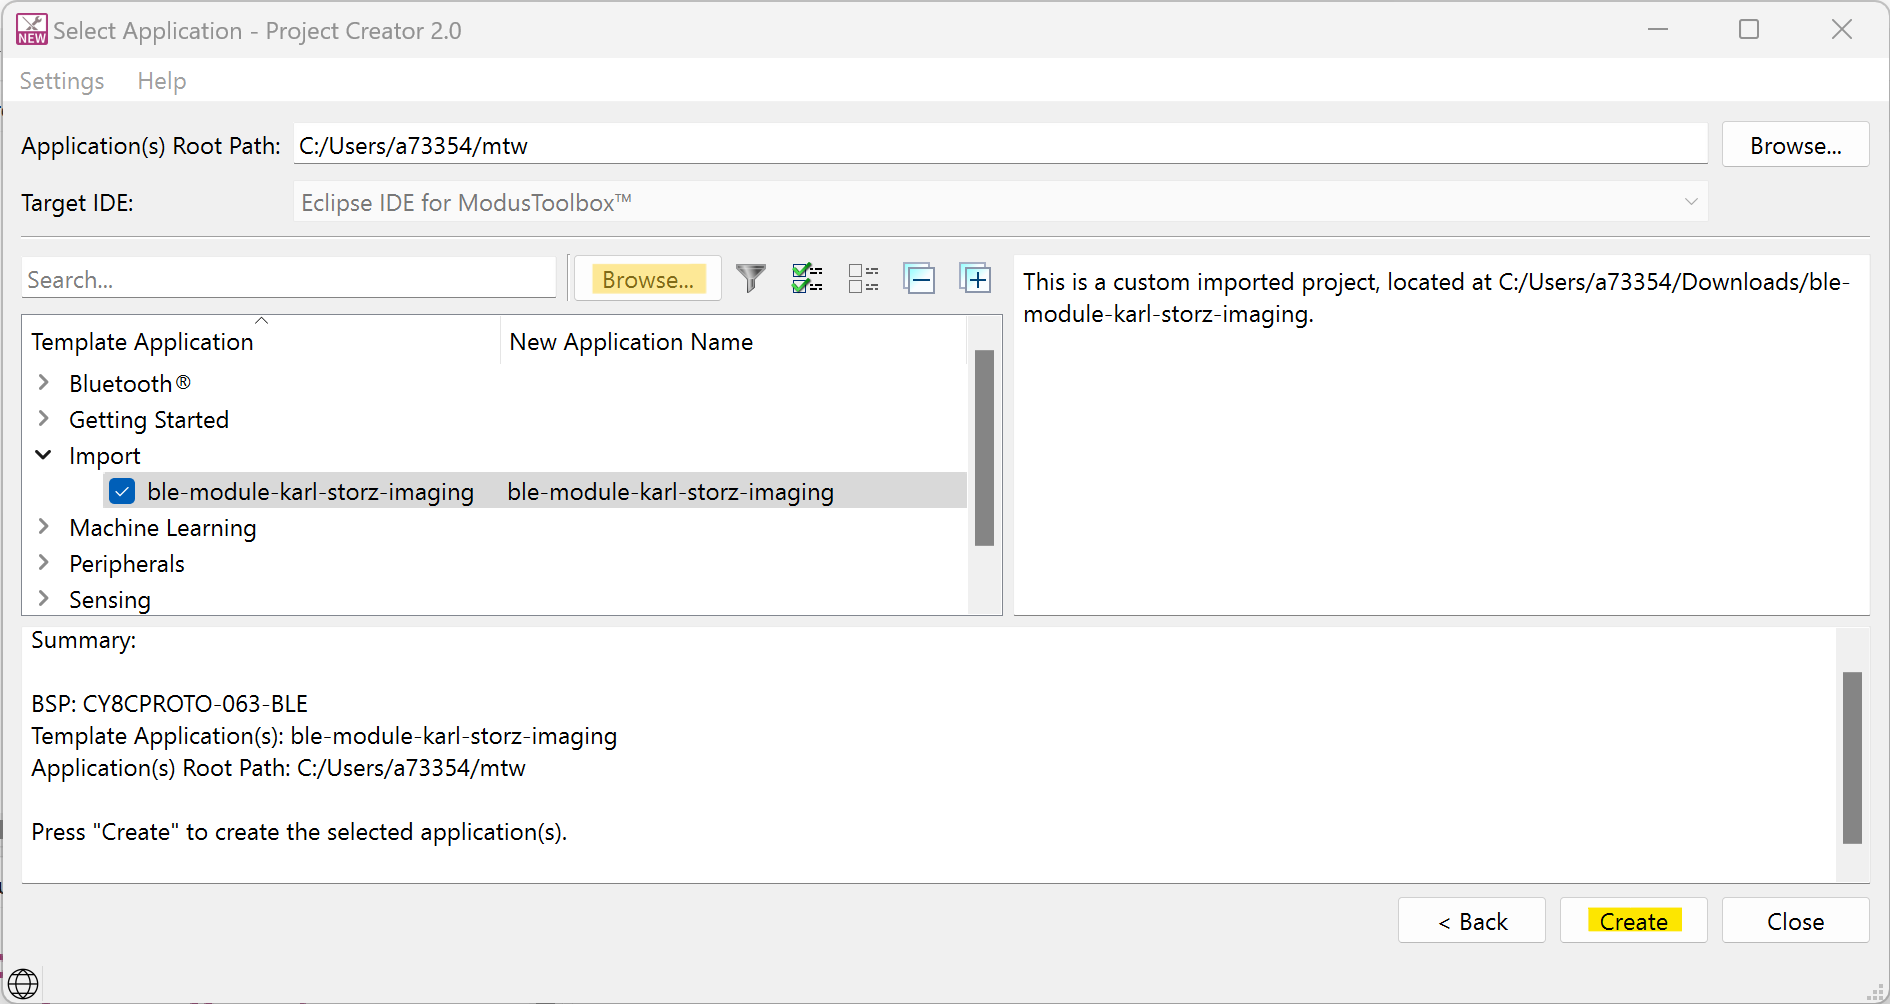 NEW
Select Application - Project Creator 2.0
Settings Help
Application(s) Root Path: C:/Users/a73354/mtw Browse...
Target IDE: Eclipse IDE for ModusToolbox™
Search... Browse...
Template Application New Application Name
Bluetooth®
Getting Started
Import
ble-module-karl-storz-imaging ble-module-karl-storz-imaging
Machine Learning
Peripherals
Sensing
This is a custom imported project, located at C:/Users/a73354/Downloads/ble-
module-karl-storz-imaging.
Summary:
BSP: CY8CPROTO-063-BLE
Template Application(s): ble-module-karl-storz-imaging
Application(s) Root Path: C:/Users/a73354/mtw
Press "Create" to create the selected application(s).
< Back Create Close